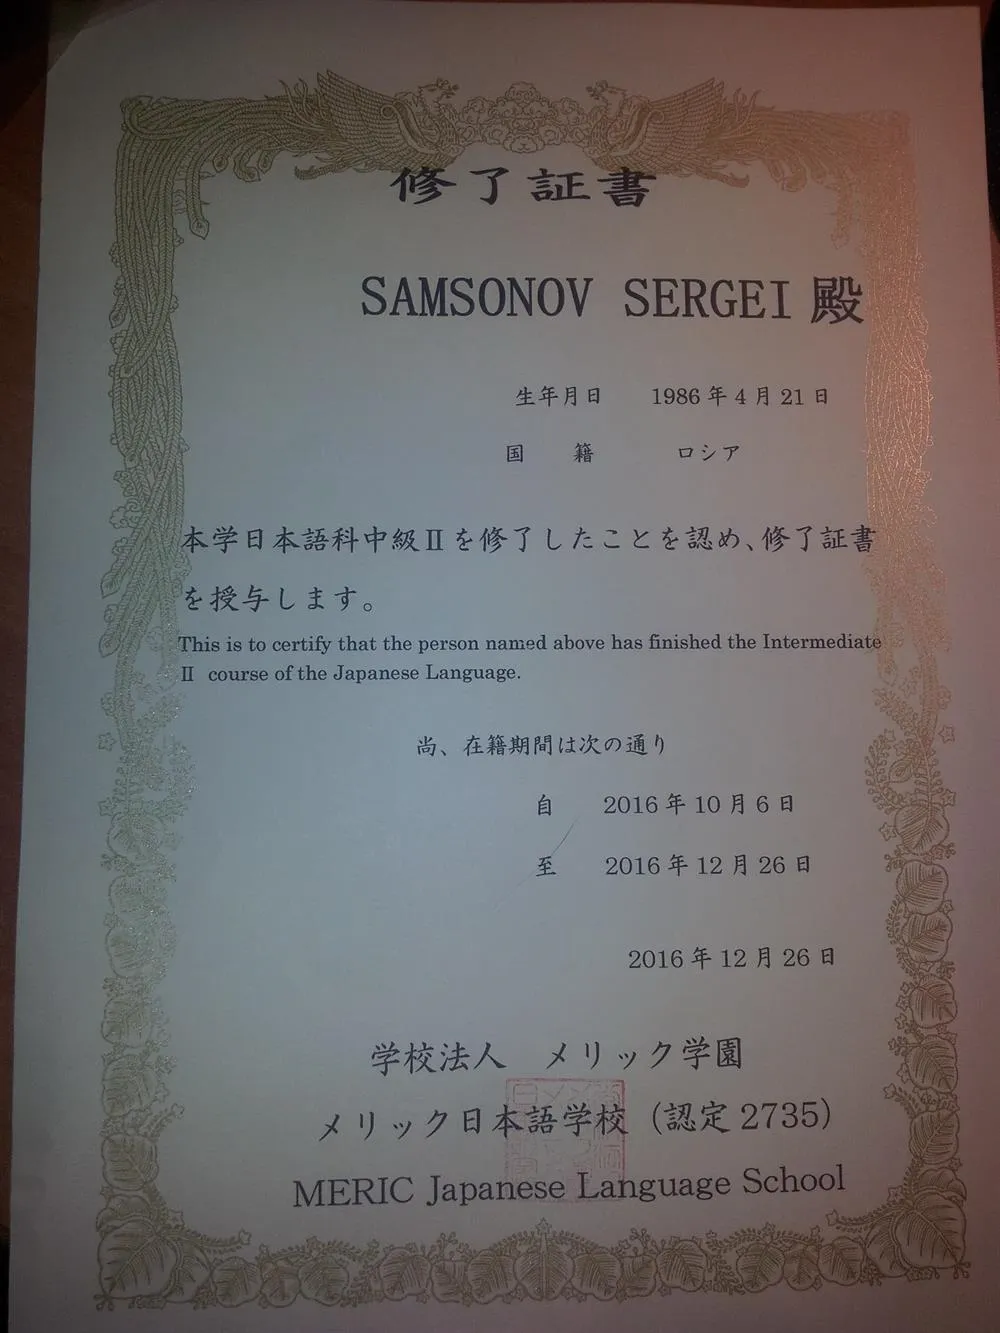 修了証書
SAMSONOV SERGEI 殿
生年月日 1986年4月21日
国 籍 ロシア
本学日本語科中級Ⅱを修了したことを認め、修了証書
を授与します。
This is to certify that the person named above has finished the Intermediate
Ⅱ course of the Japanese Language.
尚、在籍期間は次の通り
自 2016年10月6日
至 2016年12月26日
2016年12月26日
学校法人 メリック学園
メリック日本語学校（認定2735）
MERIC Japanese Language School